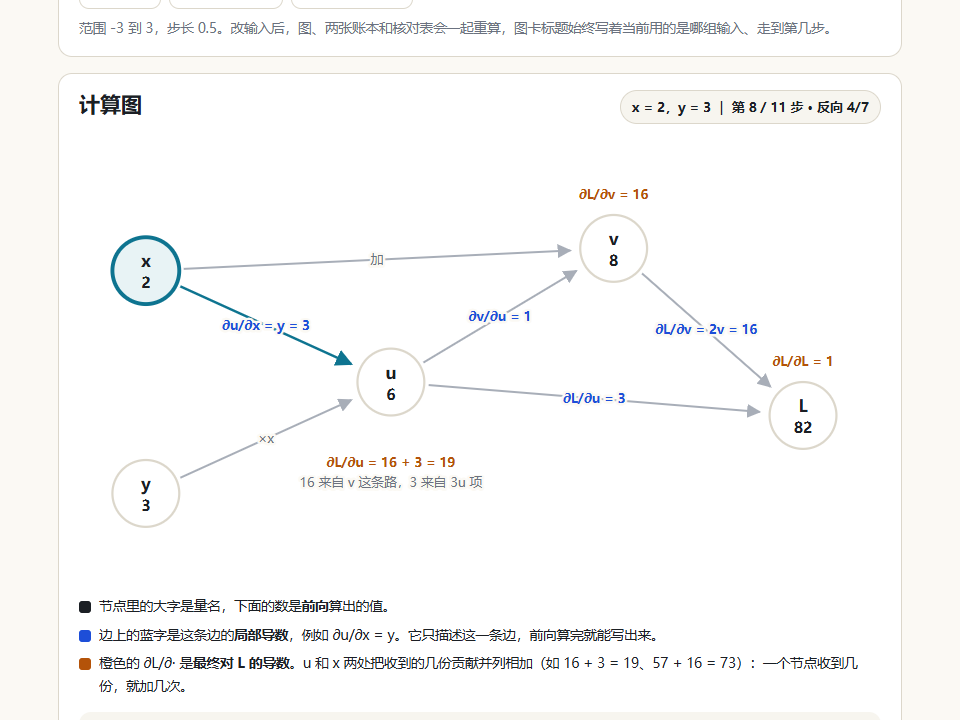 范围 -3 到 3，步长 0.5。改输入后，图、两张账本和核对表会一起重算，图卡标题始终写着当前用的是哪组输入、走到第几步。
计算图
x = 2，y = 3 ｜ 第 8 / 11 步 • 反向 4/7
∂L/∂v = 16
v
8
加
x
2
∂u/∂x = y = 3
∂v/∂u = 1
∂L/∂v = 2v = 16
∂L/∂L = 1
u
6
∂L/∂u = 3
L
82
×x
∂L/∂u = 16 + 3 = 19
16 来自 v 这条路，3 来自 3u 项
y
3
节点里的大字是量名，下面的数是前向算出的值。
边上的蓝字是这条边的局部导数，例如 ∂u/∂x = y。它只描述这一条边，前向算完就能写出来。
橙色的 ∂L/∂· 是最终对 L 的导数。u 和 x 两处把收到的几份贡献并列相加（如 16 + 3 = 19、57 + 16 = 73）：一个节点收到几
份，就加几次。